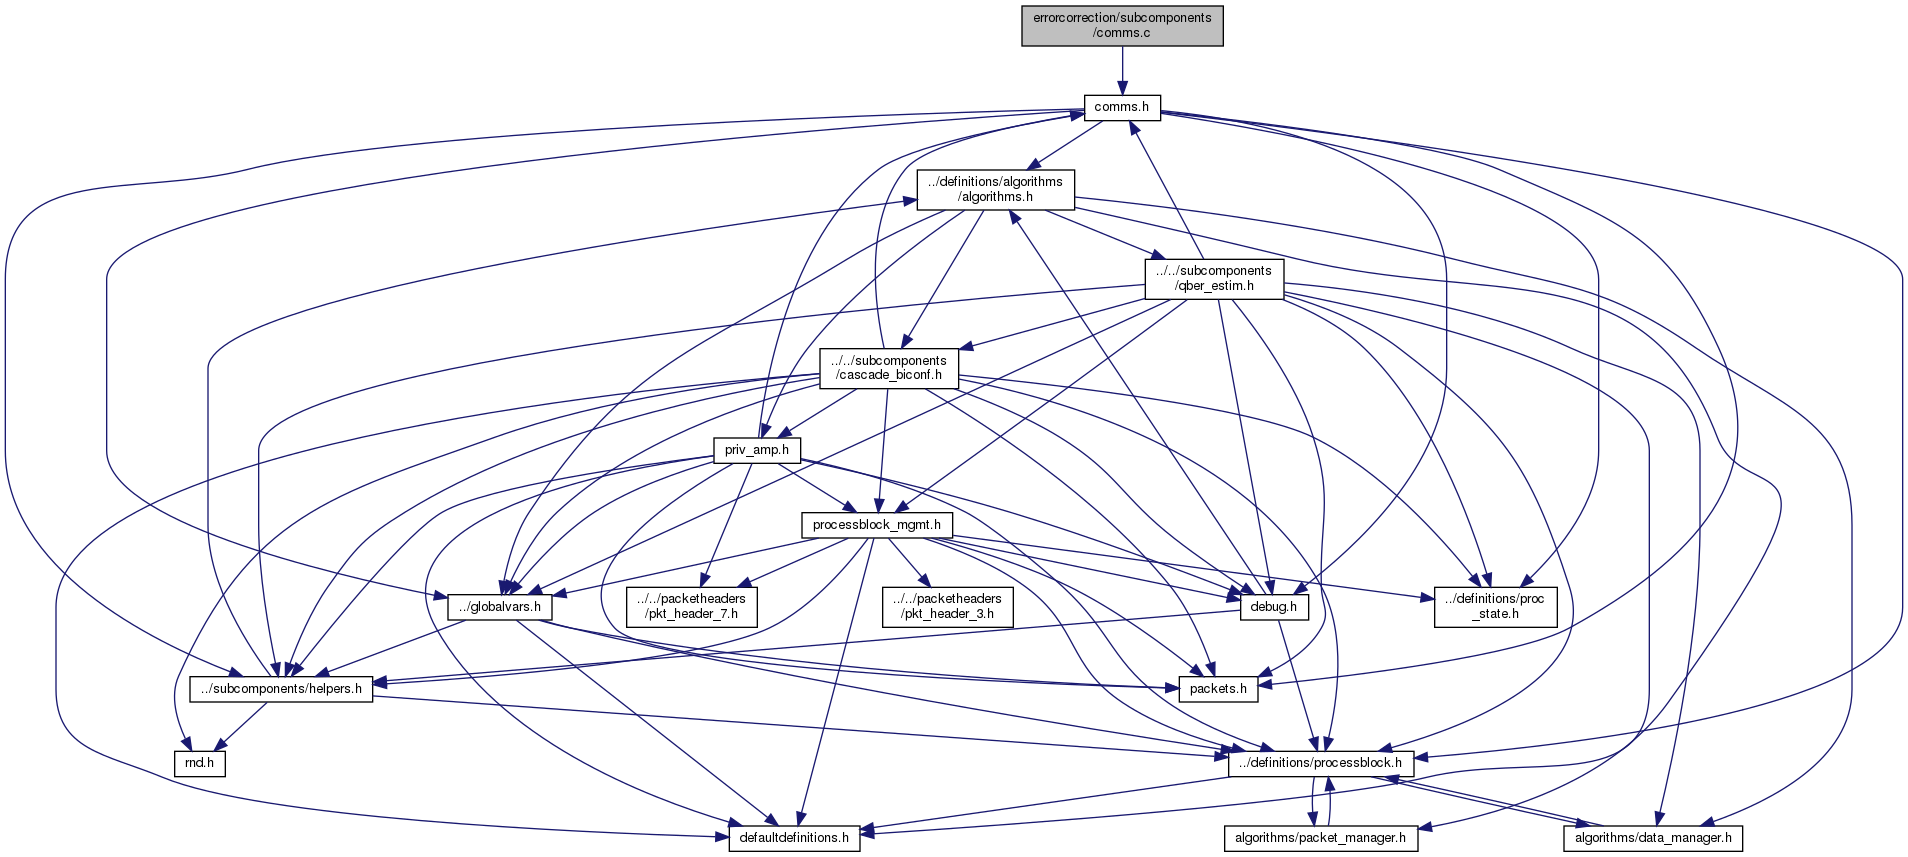 errorcorrection/subcomponents
/comms.c
comms.h
../definitions/algorithms
/algorithms.h
../../subcomponents
/qber_estim.h
../../subcomponents
/cascade_biconf.h
priv_amp.h
processblock_mgmt.h
../globalvars.h
../../packetheaders
/pkt_header_7.h
../../packetheaders
/pkt_header_3.h
debug.h
../definitions/proc
_state.h
../subcomponents/helpers.h
packets.h
rnd.h
../definitions/processblock.h
defaultdefinitions.h
algorithms/packet_manager.h
algorithms/data_manager.h